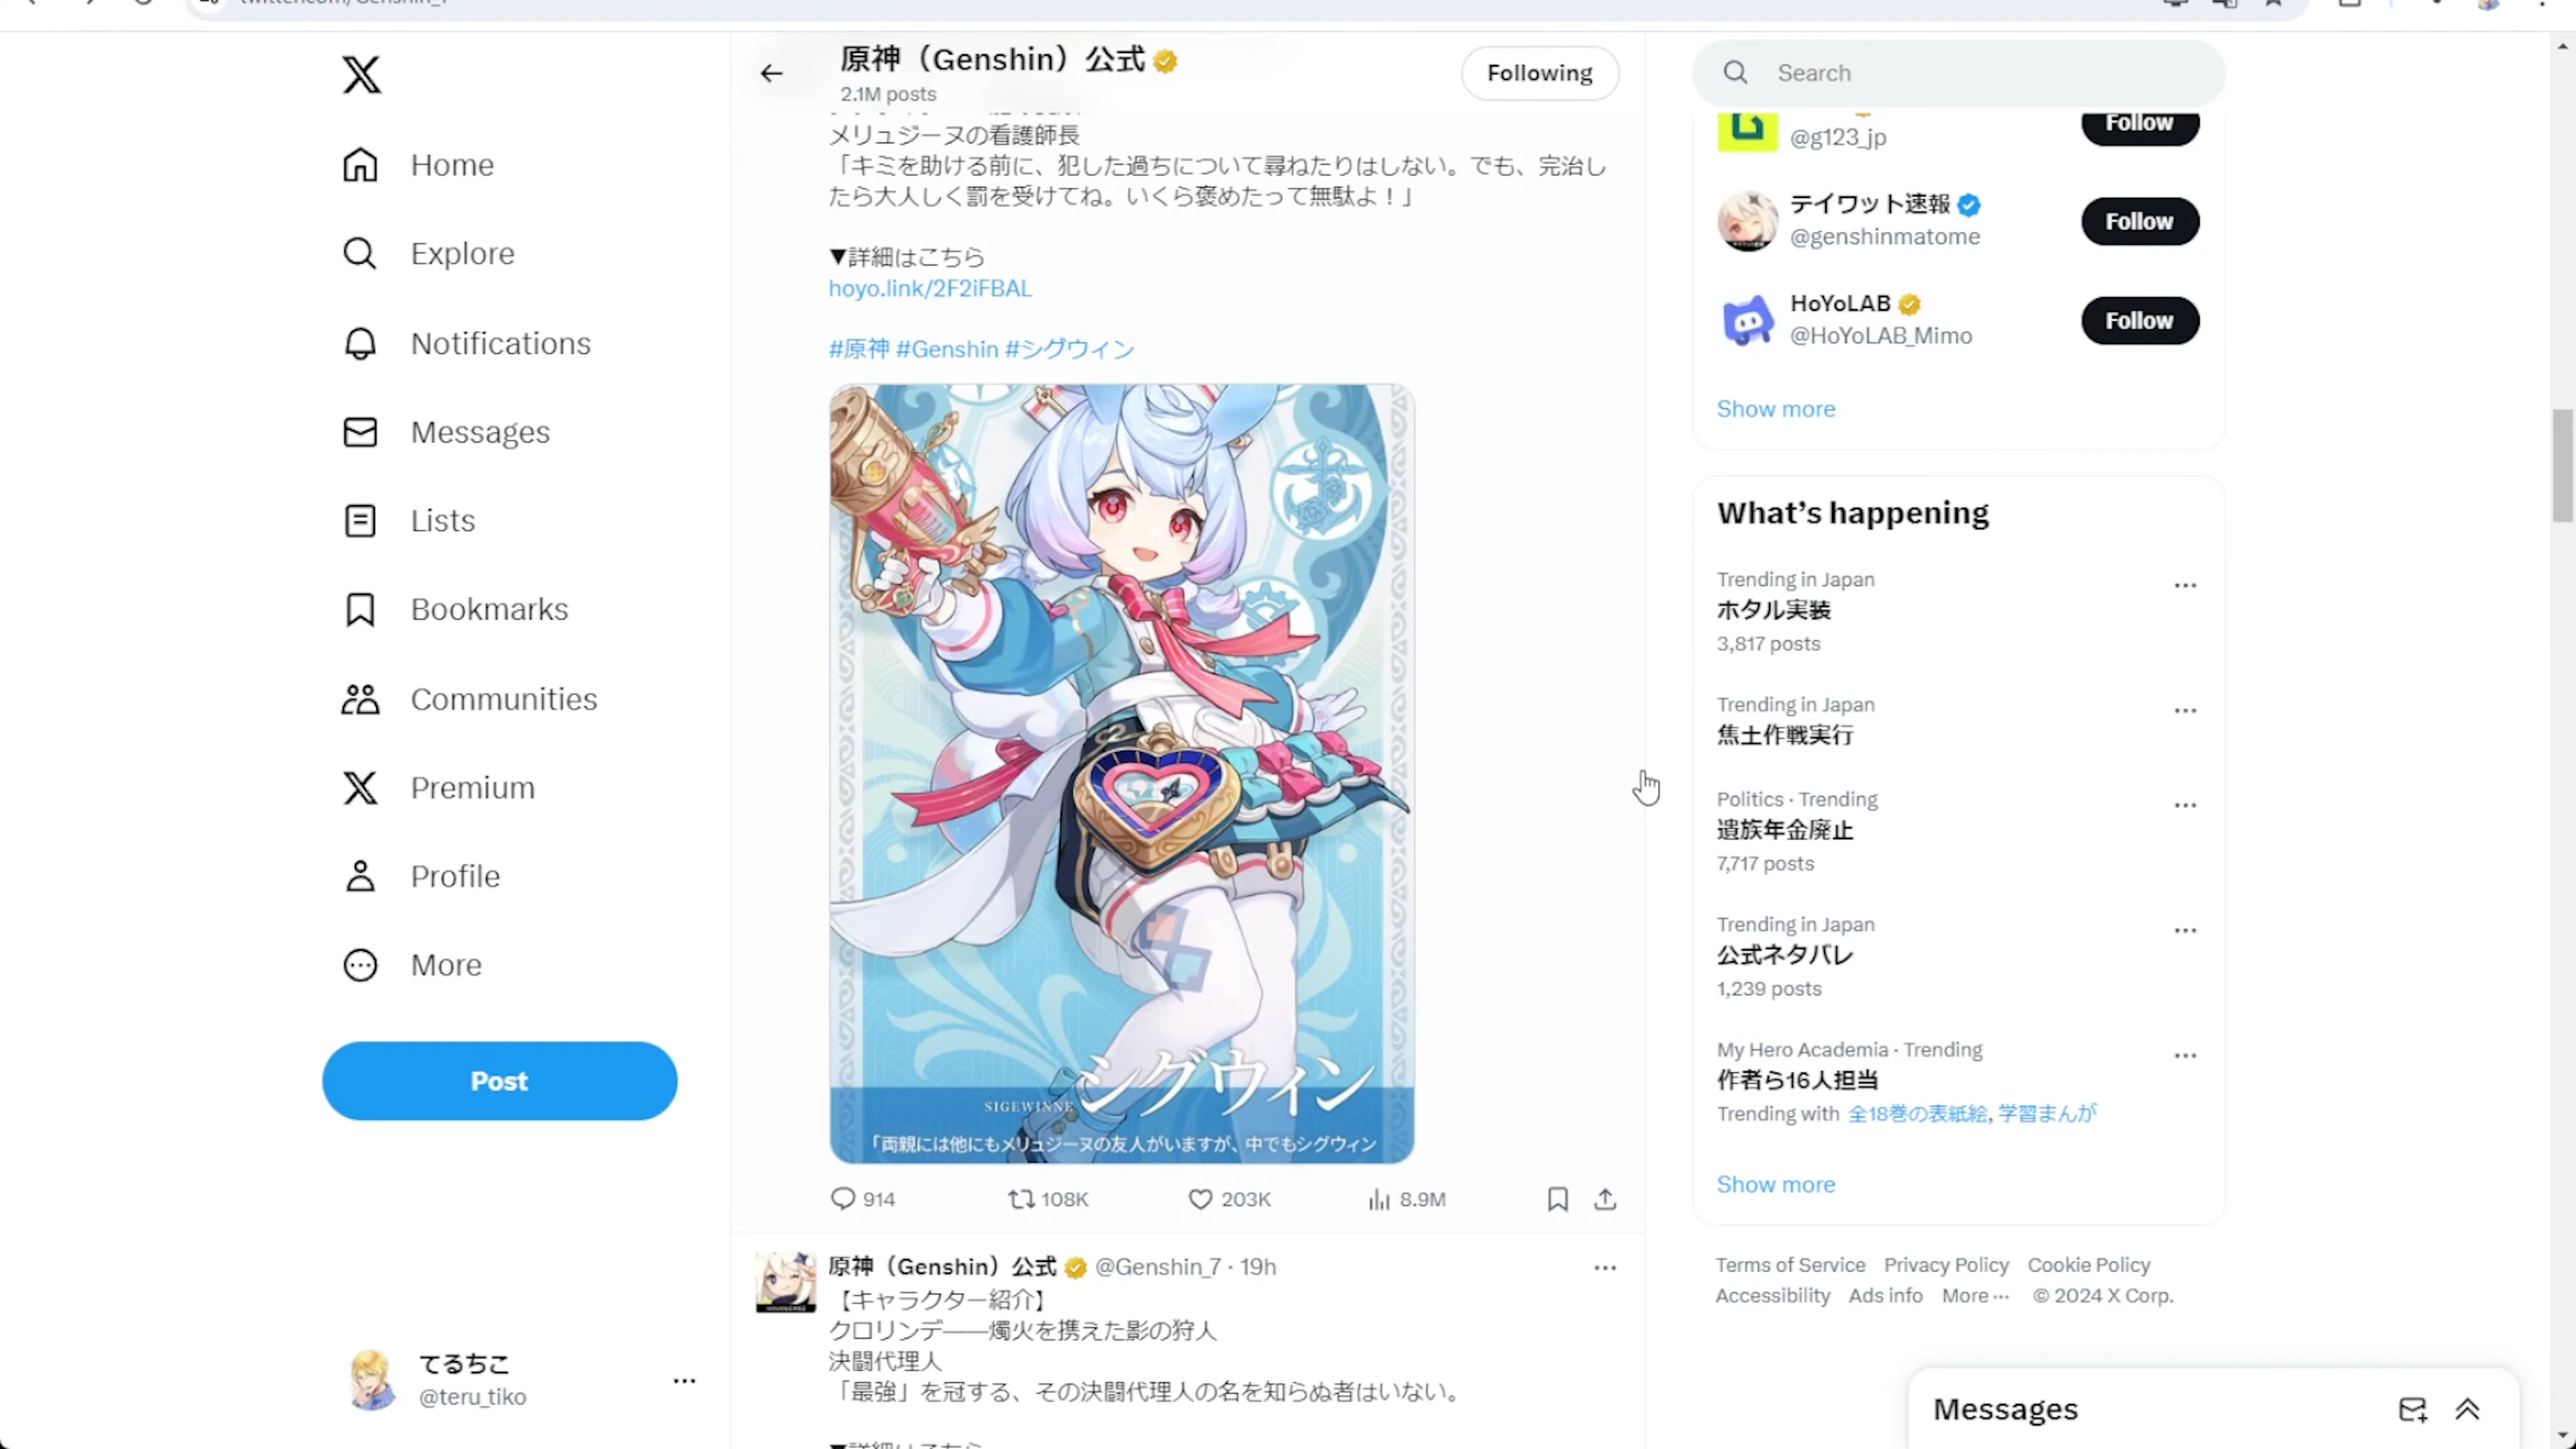 原神（Genshin）公式
2.1M posts
Following
Search
Home
Explore
Notifications
Messages
Lists
Bookmarks
Communities
Premium
Profile
More
Post
てるちこ
@teru_tiko
メリュジーヌの看護師長
「キミを助ける前に、犯した過ちについて尋ねたりはしない。でも、完治し
たら大人しく罰を受けてね。いくら褒めたって無駄よ！」
▼詳細はこちら
hoyo.link/2F2iFBAL
#原神 #Genshin #シグウィン
シグウィン
SIGEWINNE
「両親には他にもメリュジーヌの友人がいますが、中でもシグウィン
914 108K 203K 8.9M
原神（Genshin）公式 @Genshin_7 · 19h
【キャラクター紹介】
クロリンデ——燭火を携えた影の狩人
決闘代理人
「最強」を冠する、その決闘代理人の名を知らぬ者はいない。
@g123_jp
Follow
テイワット速報
@genshinmatome
Follow
HoYoLAB
@HoYoLAB_Mimo
Follow
Show more
What's happening
Trending in Japan
ホタル実装
3,817 posts
Trending in Japan
焦土作戦実行
Politics · Trending
遺族年金廃止
7,717 posts
Trending in Japan
公式ネタバレ
1,239 posts
My Hero Academia · Trending
作者ら16人担当
Trending with 全18巻の表紙絵, 学習まんが
Show more
Terms of Service Privacy Policy Cookie Policy
Accessibility Ads info More ··· © 2024 X Corp.
Messages